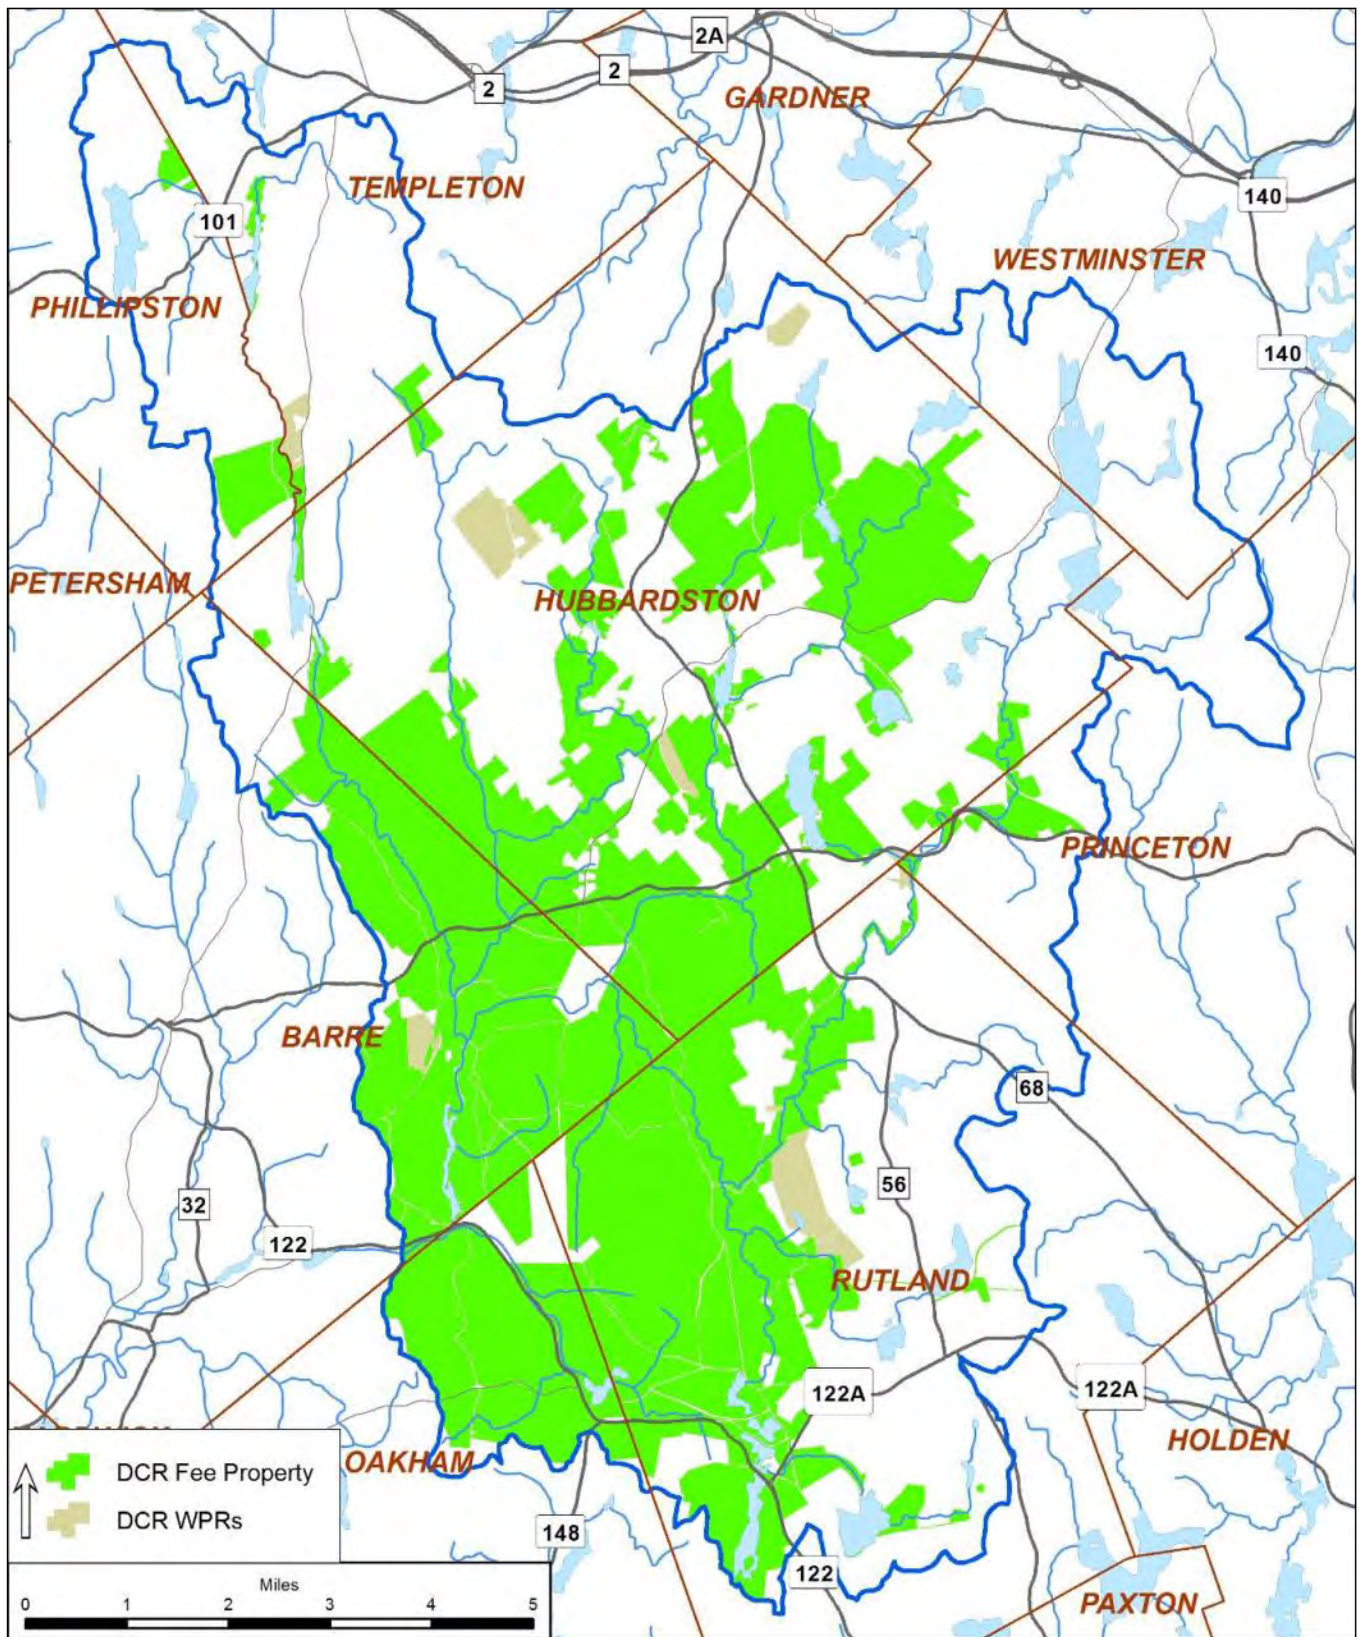 2A
2
2
GARDNER
TEMPLETON
140
101
WESTMINSTER
PHILLIPSTON
140
PETERSHAM
HUBBARDSTON
PRINCETON
BARRE
68
32
56
122
RUTLAND
122A
122A
HOLDEN
OAKHAM
DCR Fee Property
DCR WPRs
148
122
Miles
0 1 2 3 4 5
PAXTON